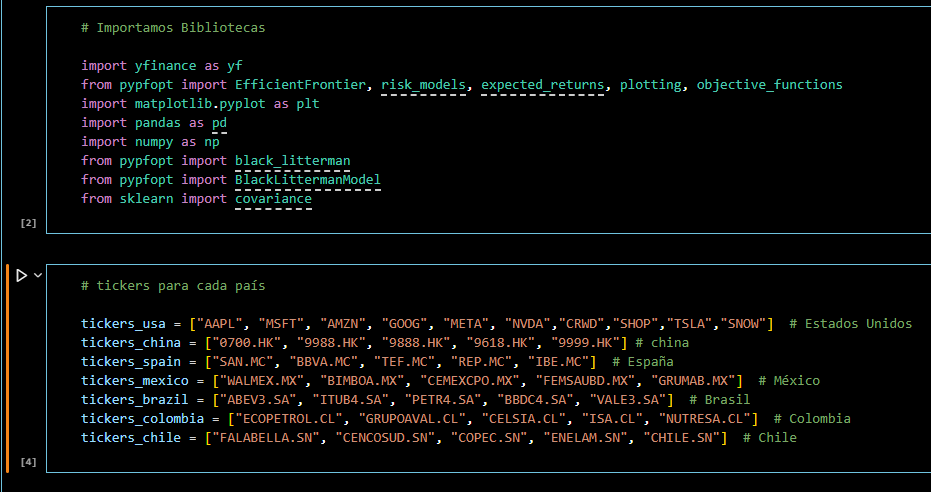 # Importamos Bibliotecas
import yfinance as yf
from pypfopt import EfficientFrontier, risk_models, expected_returns, plotting, objective_functions
import matplotlib.pyplot as plt
import pandas as pd
import numpy as np
from pypfopt import black_litterman
from pypfopt import BlackLittermanModel
from sklearn import covariance
[2]
# tickers para cada país
tickers_usa = ["AAPL", "MSFT", "AMZN", "GOOG", "META", "NVDA","CRWD","SHOP","TSLA","SNOW"]  # Estados Unidos
tickers_china = ["0700.HK", "9988.HK", "9888.HK", "9618.HK", "9999.HK"] # china
tickers_spain = ["SAN.MC", "BBVA.MC", "TEF.MC", "REP.MC", "IBE.MC"]  # España
tickers_mexico = ["WALMEX.MX", "BIMBOA.MX", "CEMEXCPO.MX", "FEMSAUBD.MX", "GRUMAB.MX"]  # México
tickers_brazil = ["ABEV3.SA", "ITUB4.SA", "PETR4.SA", "BBDC4.SA", "VALE3.SA"]  # Brasil
tickers_colombia = ["ECOPETROL.CL", "GRUPOAVAL.CL", "CELSIA.CL", "ISA.CL", "NUTRESA.CL"]  # Colombia
tickers_chile = ["FALABELLA.SN", "CENCOSUD.SN", "COPEC.SN", "ENELAM.SN", "CHILE.SN"]  # Chile
[4]